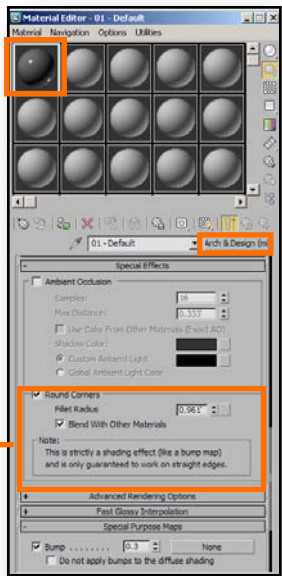 Material Editor - 01 - Default
Material Navigation Options Utilities
01 - Default
Arch & Design (mi
Special Effects
Ambient Occlusion
Samples: 16
Max Distance: 0.333'
Use Color From Other Materials (Exact AO)
Shadow Color:
Custom Ambient Light
Global Ambient Light Color
Round Corners
Fillet Radius 0.961"
Blend With Other Materials
Note:
This is strictly a shading effect (like a bump map)
and is only guaranteed to work on straight edges.
+ Advanced Rendering Options
+ Fast Glossy Interpolation
- Special Purpose Maps
Bump . . . . . . . . . 0.3 None
Do not apply bumps to the diffuse shading